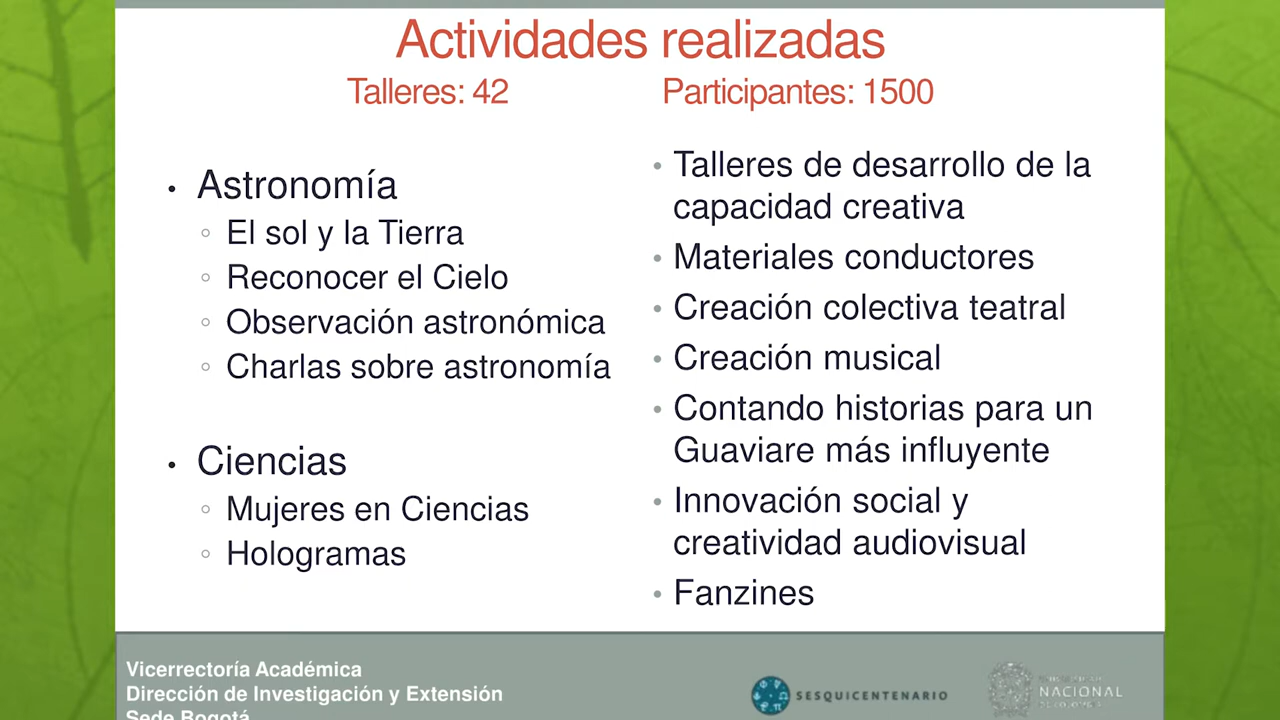 Actividades realizadas
Talleres: 42
Participantes: 1500
• Astronomía
◦ El sol y la Tierra
◦ Reconocer el Cielo
◦ Observación astronómica
◦ Charlas sobre astronomía
• Ciencias
◦ Mujeres en Ciencias
◦ Hologramas
• Talleres de desarrollo de la
capacidad creativa
• Materiales conductores
• Creación colectiva teatral
• Creación musical
• Contando historias para un
Guaviare más influyente
• Innovación social y
creatividad audiovisual
• Fanzines
Vicerrectoría Académica
Dirección de Investigación y Extensión
Sede Bogotá
SESQUICENTENARIO
NACIONAL